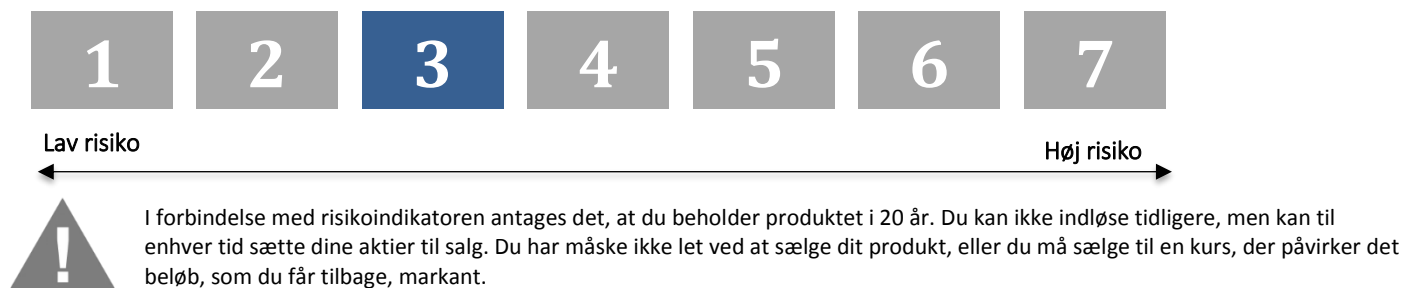 1 2 3 4 5 6 7
Lav risiko
Høj risiko
I forbindelse med risikoindikatoren antages det, at du beholder produktet i 20 år. Du kan ikke indløse tidligere, men kan til
enhver tid sætte dine aktier til salg. Du har måske ikke let ved at sælge dit produkt, eller du må sælge til en kurs, der påvirker det
beløb, som du får tilbage, markant.